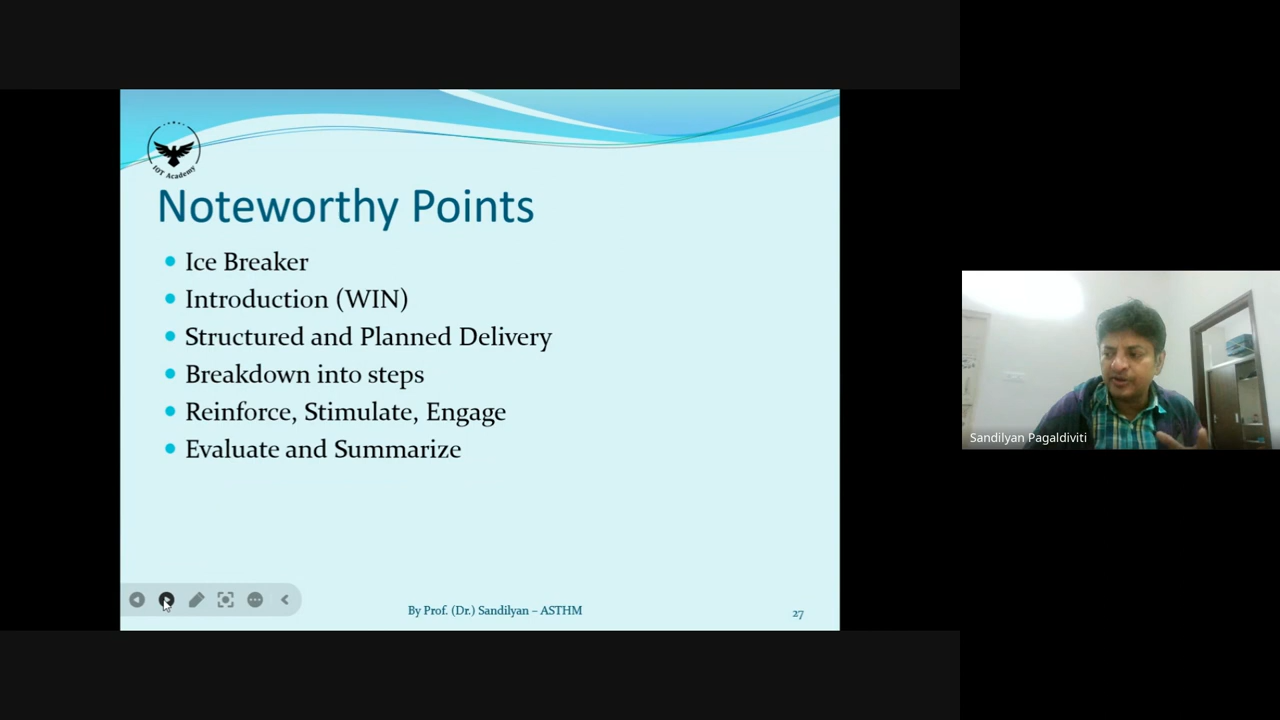 IOT Academy
Noteworthy Points
Ice Breaker
Introduction (WIN)
Structured and Planned Delivery
Breakdown into steps
Reinforce, Stimulate, Engage
Evaluate and Summarize
By Prof. (Dr.) Sandilyan – ASTHM
27
Sandilyan Pagaldiviti